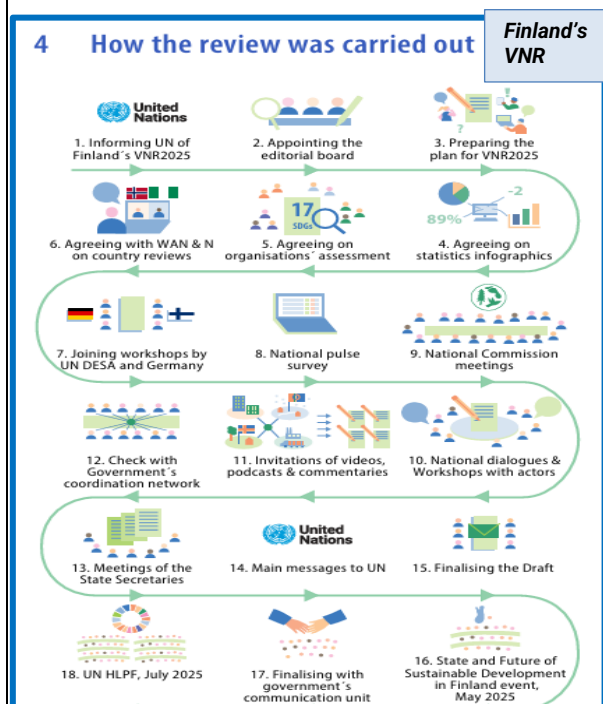 4 How the review was carried out
Finland's
VNR
United
Nations
1. Informing UN of
Finland´s VNR2025
2. Appointing the
editorial board
!
?
3. Preparing the
plan for VNR2025
6. Agreeing with WAN & N
on country reviews
17
SDGs
5. Agreeing on
organisations´ assessment
-2
89%
4. Agreeing on
statistics infographics
7. Joining workshops by
UN DESA and Germany
8. National pulse
survey
9. National Commission
meetings
12. Check with
Government´s
coordination network
11. Invitations of videos,
podcasts & commentaries
10. National dialogues &
Workshops with actors
13. Meetings of the
State Secretaries
United
Nations
14. Main messages to UN
15. Finalising the Draft
18. UN HLPF, July 2025
17. Finalising with
government´s
communication unit
16. State and Future of
Sustainable Development
in Finland event,
May 2025